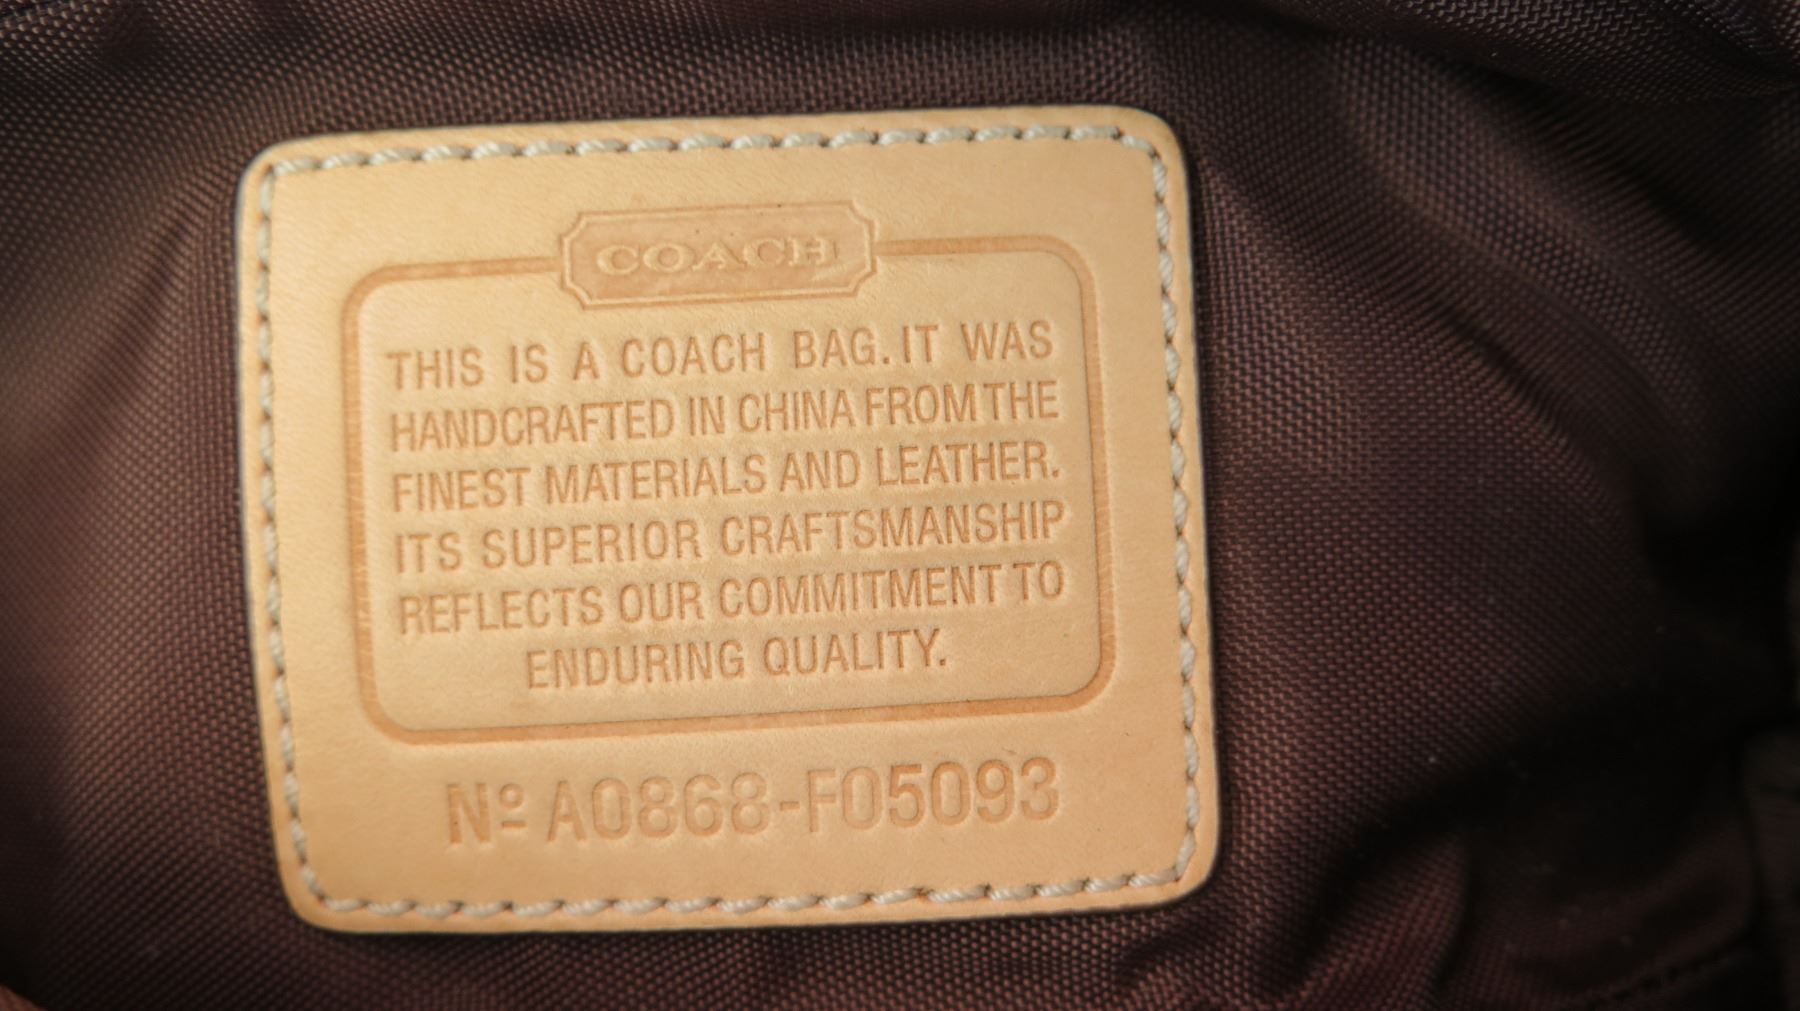 COACH
THIS IS A COACH BAG. IT WAS
HANDCRAFTED IN CHINA FROM THE
FINEST MATERIALS AND LEATHER.
ITS SUPERIOR CRAFTSMANSHIP
REFLECTS OUR COMMITMENT TO
ENDURING QUALITY.
Nº A0868-F05093